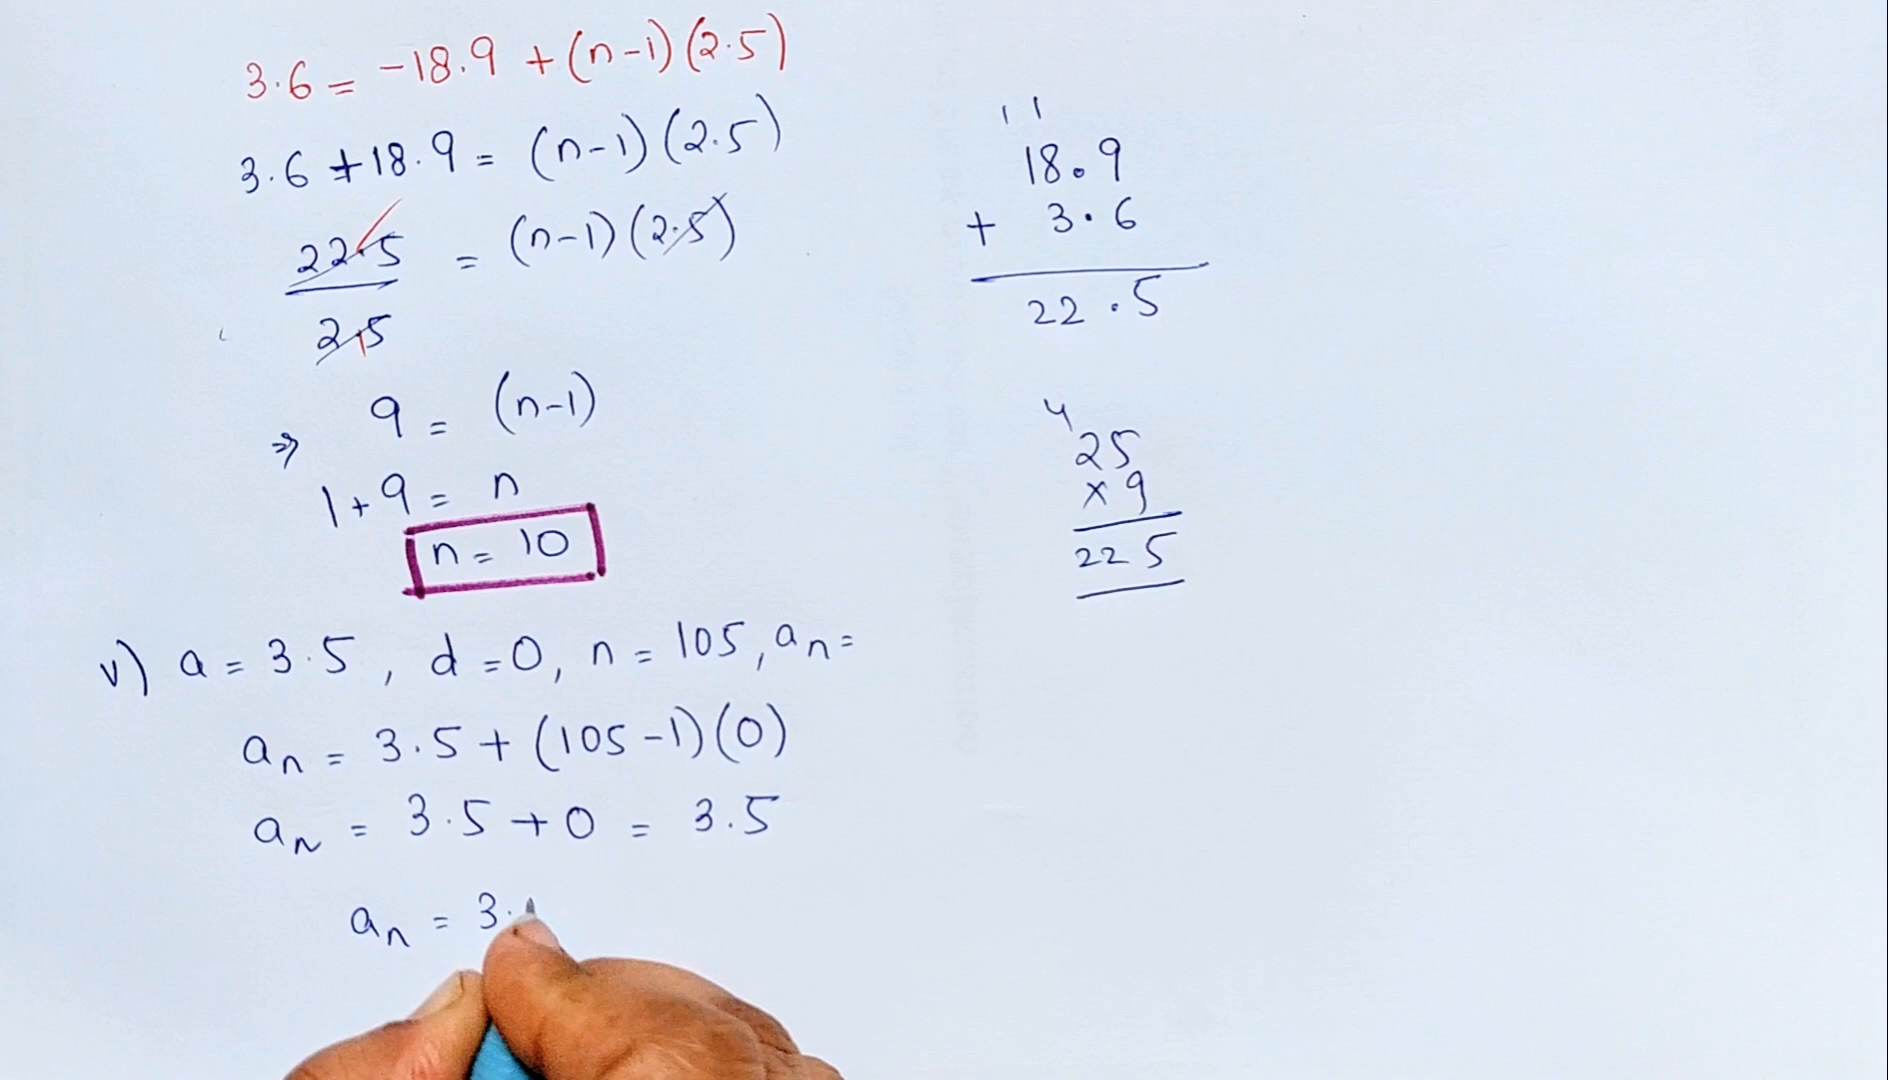 3.6 = -18.9 + (n-1)(2.5)
3.6 + 18.9 = (n-1)(2.5)
22.5 = (n-1)(2.5)
2.5
⇒ 9 = (n-1)
1+9 = n
n = 10
v) a = 3.5, d = 0, n = 105, aₙ =
aₙ = 3.5 + (105-1)(0)
aₙ = 3.5 + 0 = 3.5
aₙ = 3.
1 1
18.9
+ 3.6
22.5
4
25
× 9
225